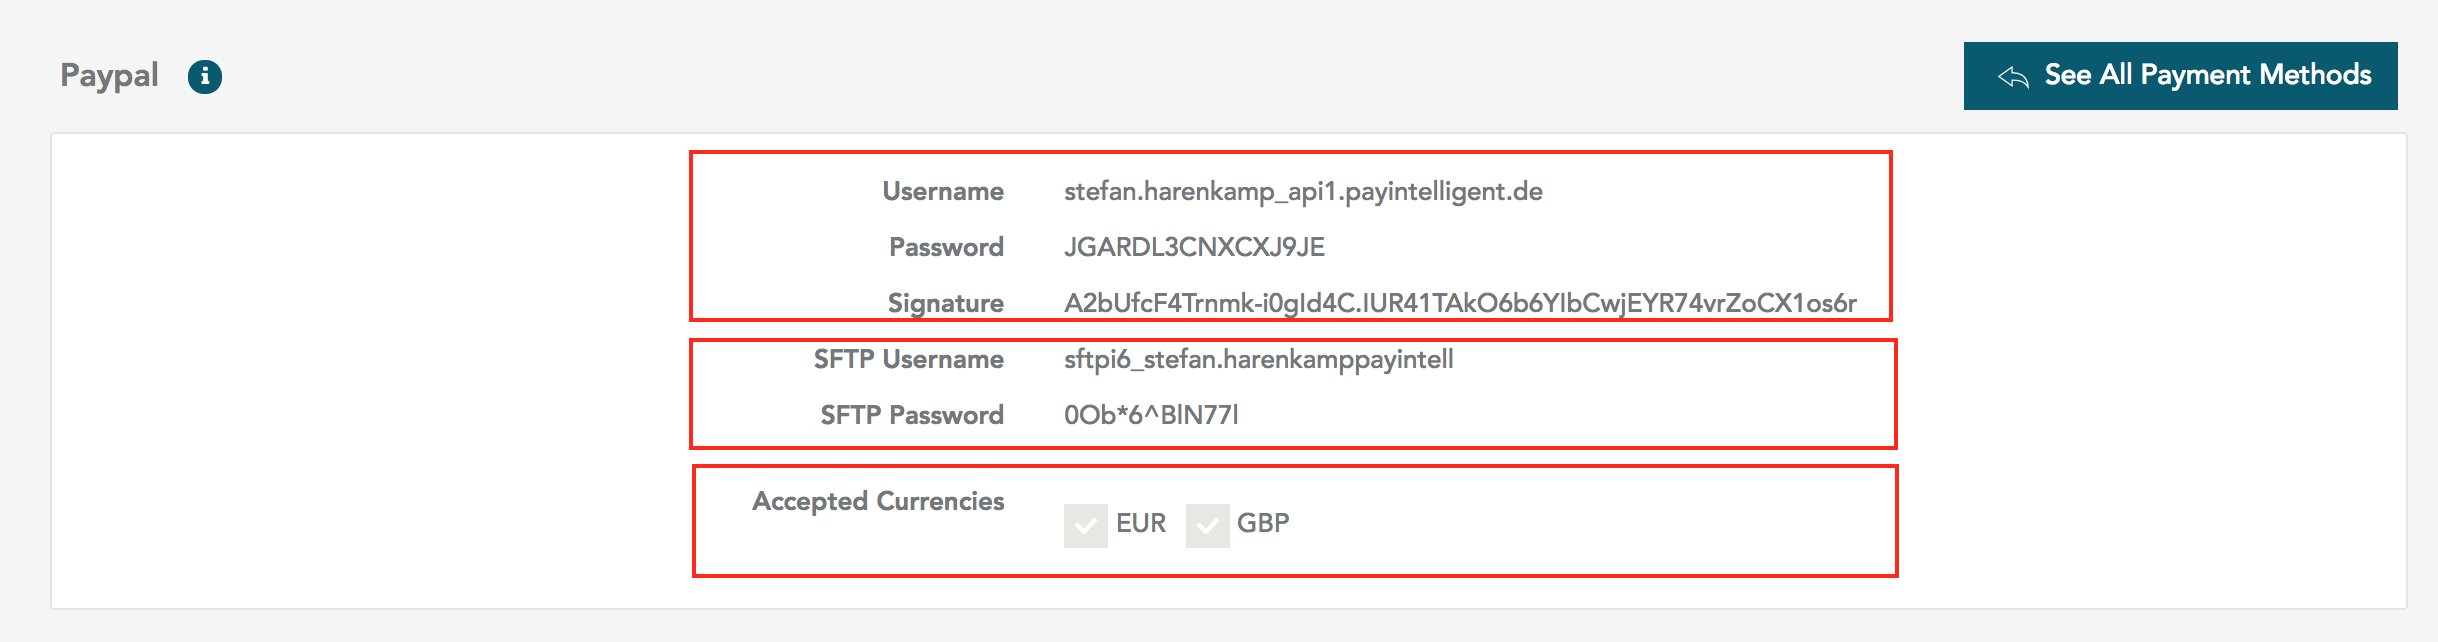 Paypal
See All Payment Methods
Username stefan.harenkamp_api1.payintelligent.de
Password JGARDL3CNXCXJ9JE
Signature A2bUfcF4Trnmk-i0gId4C.IUR41TAkO6b6YIbCwjEYR74vrZoCX1os6r
SFTP Username sftpi6_stefan.harenkamppayintell
SFTP Password 0Ob*6^BlN77l
Accepted Currencies
EUR GBP